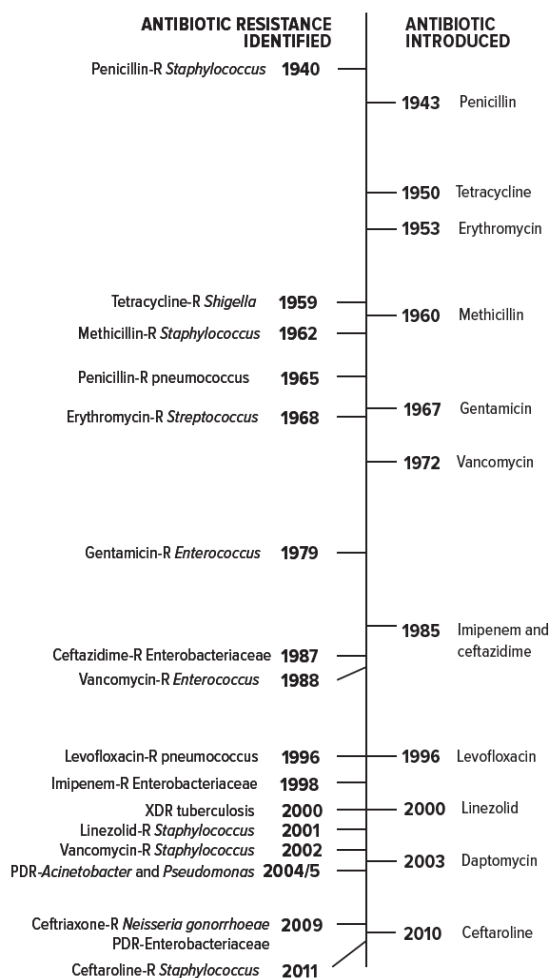 ANTIBIOTIC RESISTANCE
IDENTIFIED
ANTIBIOTIC
INTRODUCED
Penicillin-R Staphylococcus 1940
1943 Penicillin
1950 Tetracycline
1953 Erythromycin
Tetracycline-R Shigella 1959
1960 Methicillin
Methicillin-R Staphylococcus 1962
Penicillin-R pneumococcus 1965
1967 Gentamicin
Erythromycin-R Streptococcus 1968
1972 Vancomycin
Gentamicin-R Enterococcus 1979
1985 Imipenem and
ceftazidime
Ceftazidime-R Enterobacteriaceae 1987
Vancomycin-R Enterococcus 1988
Levofloxacin-R pneumococcus 1996
1996 Levofloxacin
Imipenem-R Enterobacteriaceae 1998
XDR tuberculosis 2000
2000 Linezolid
Linezolid-R Staphylococcus 2001
Vancomycin-R Staphylococcus 2002
2003 Daptomycin
PDR-Acinetobacter and Pseudomonas 2004/5
Ceftriaxone-R Neisseria gonorrhoeae 2009
PDR-Enterobacteriaceae
2010 Ceftaroline
Ceftaroline-R Staphylococcus 2011